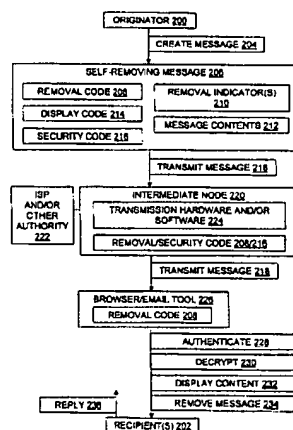 ORIGINATOR 200
CREATE MESSAGE 204
SELF-REMOVING MESSAGE 206
REMOVAL CODE 208
REMOVAL INDICATOR(S)
210
DISPLAY CODE 214
MESSAGE CONTENTS 212
SECURITY CODE 216
TRANSMIT MESSAGE 218
ISP
AND/OR
OTHER
AUTHORITY
222
INTERMEDIATE NODE 220
TRANSMISSION HARDWARE AND/OR
SOFTWARE 224
REMOVAL/SECURITY CODE 208/216
TRANSMIT MESSAGE 218
BROWSER/EMAIL TOOL 226
REMOVAL CODE 208
AUTHENTICATE 228
DECRYPT 230
DISPLAY CONTENT 232
REPLY 236
REMOVE MESSAGE 234
RECIPIENT(S) 202